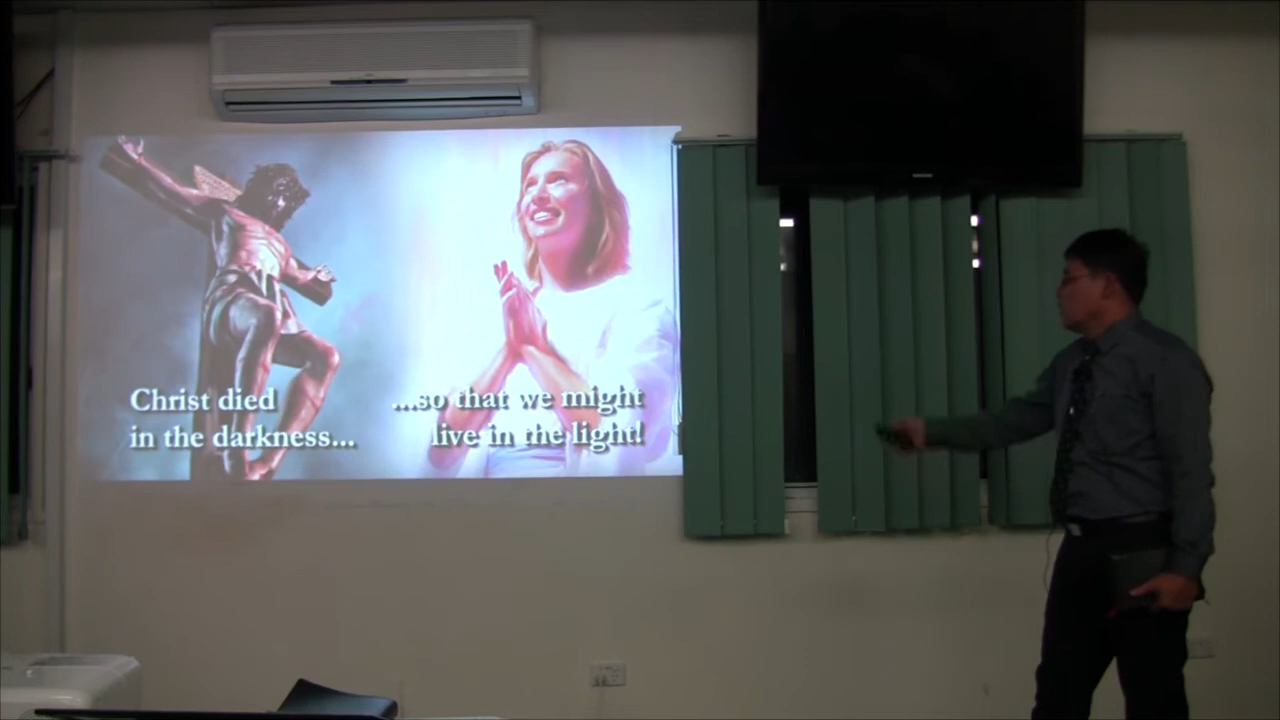 Christ died
in the darkness...
...so that we might
live in the light!